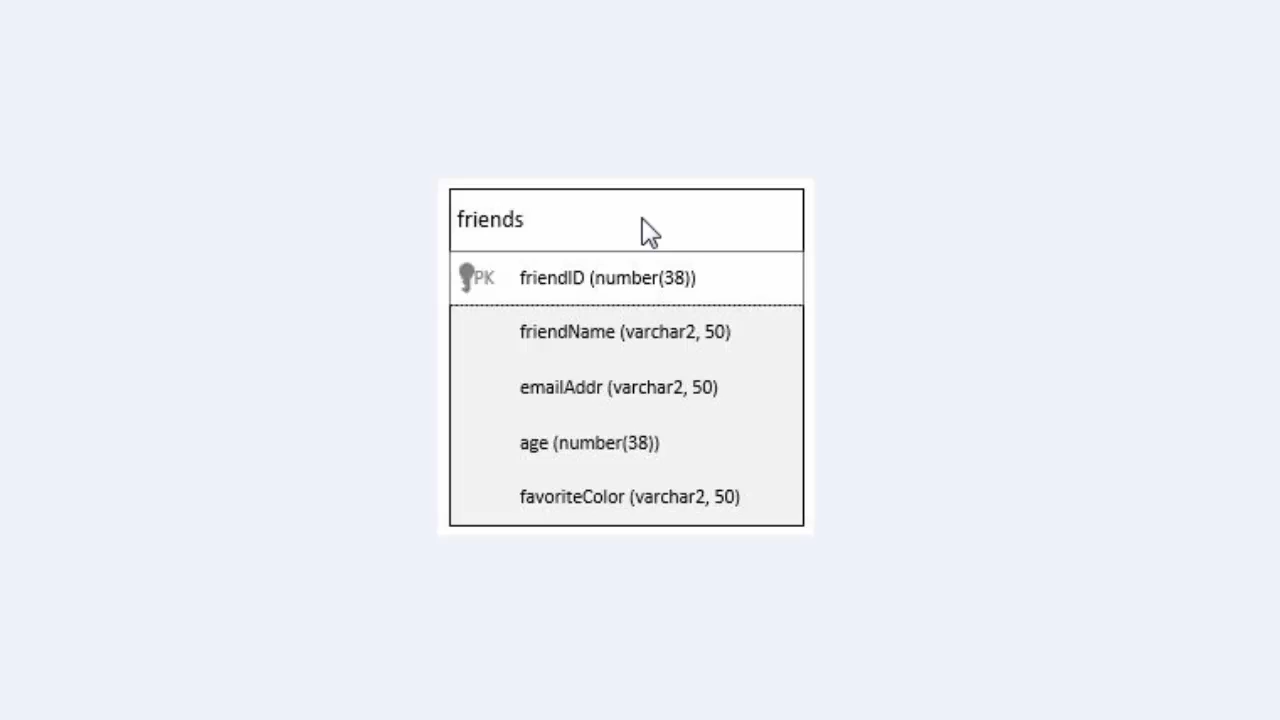 friends
PK friendID (number(38))
friendName (varchar2, 50)
emailAddr (varchar2, 50)
age (number(38))
favoriteColor (varchar2, 50)